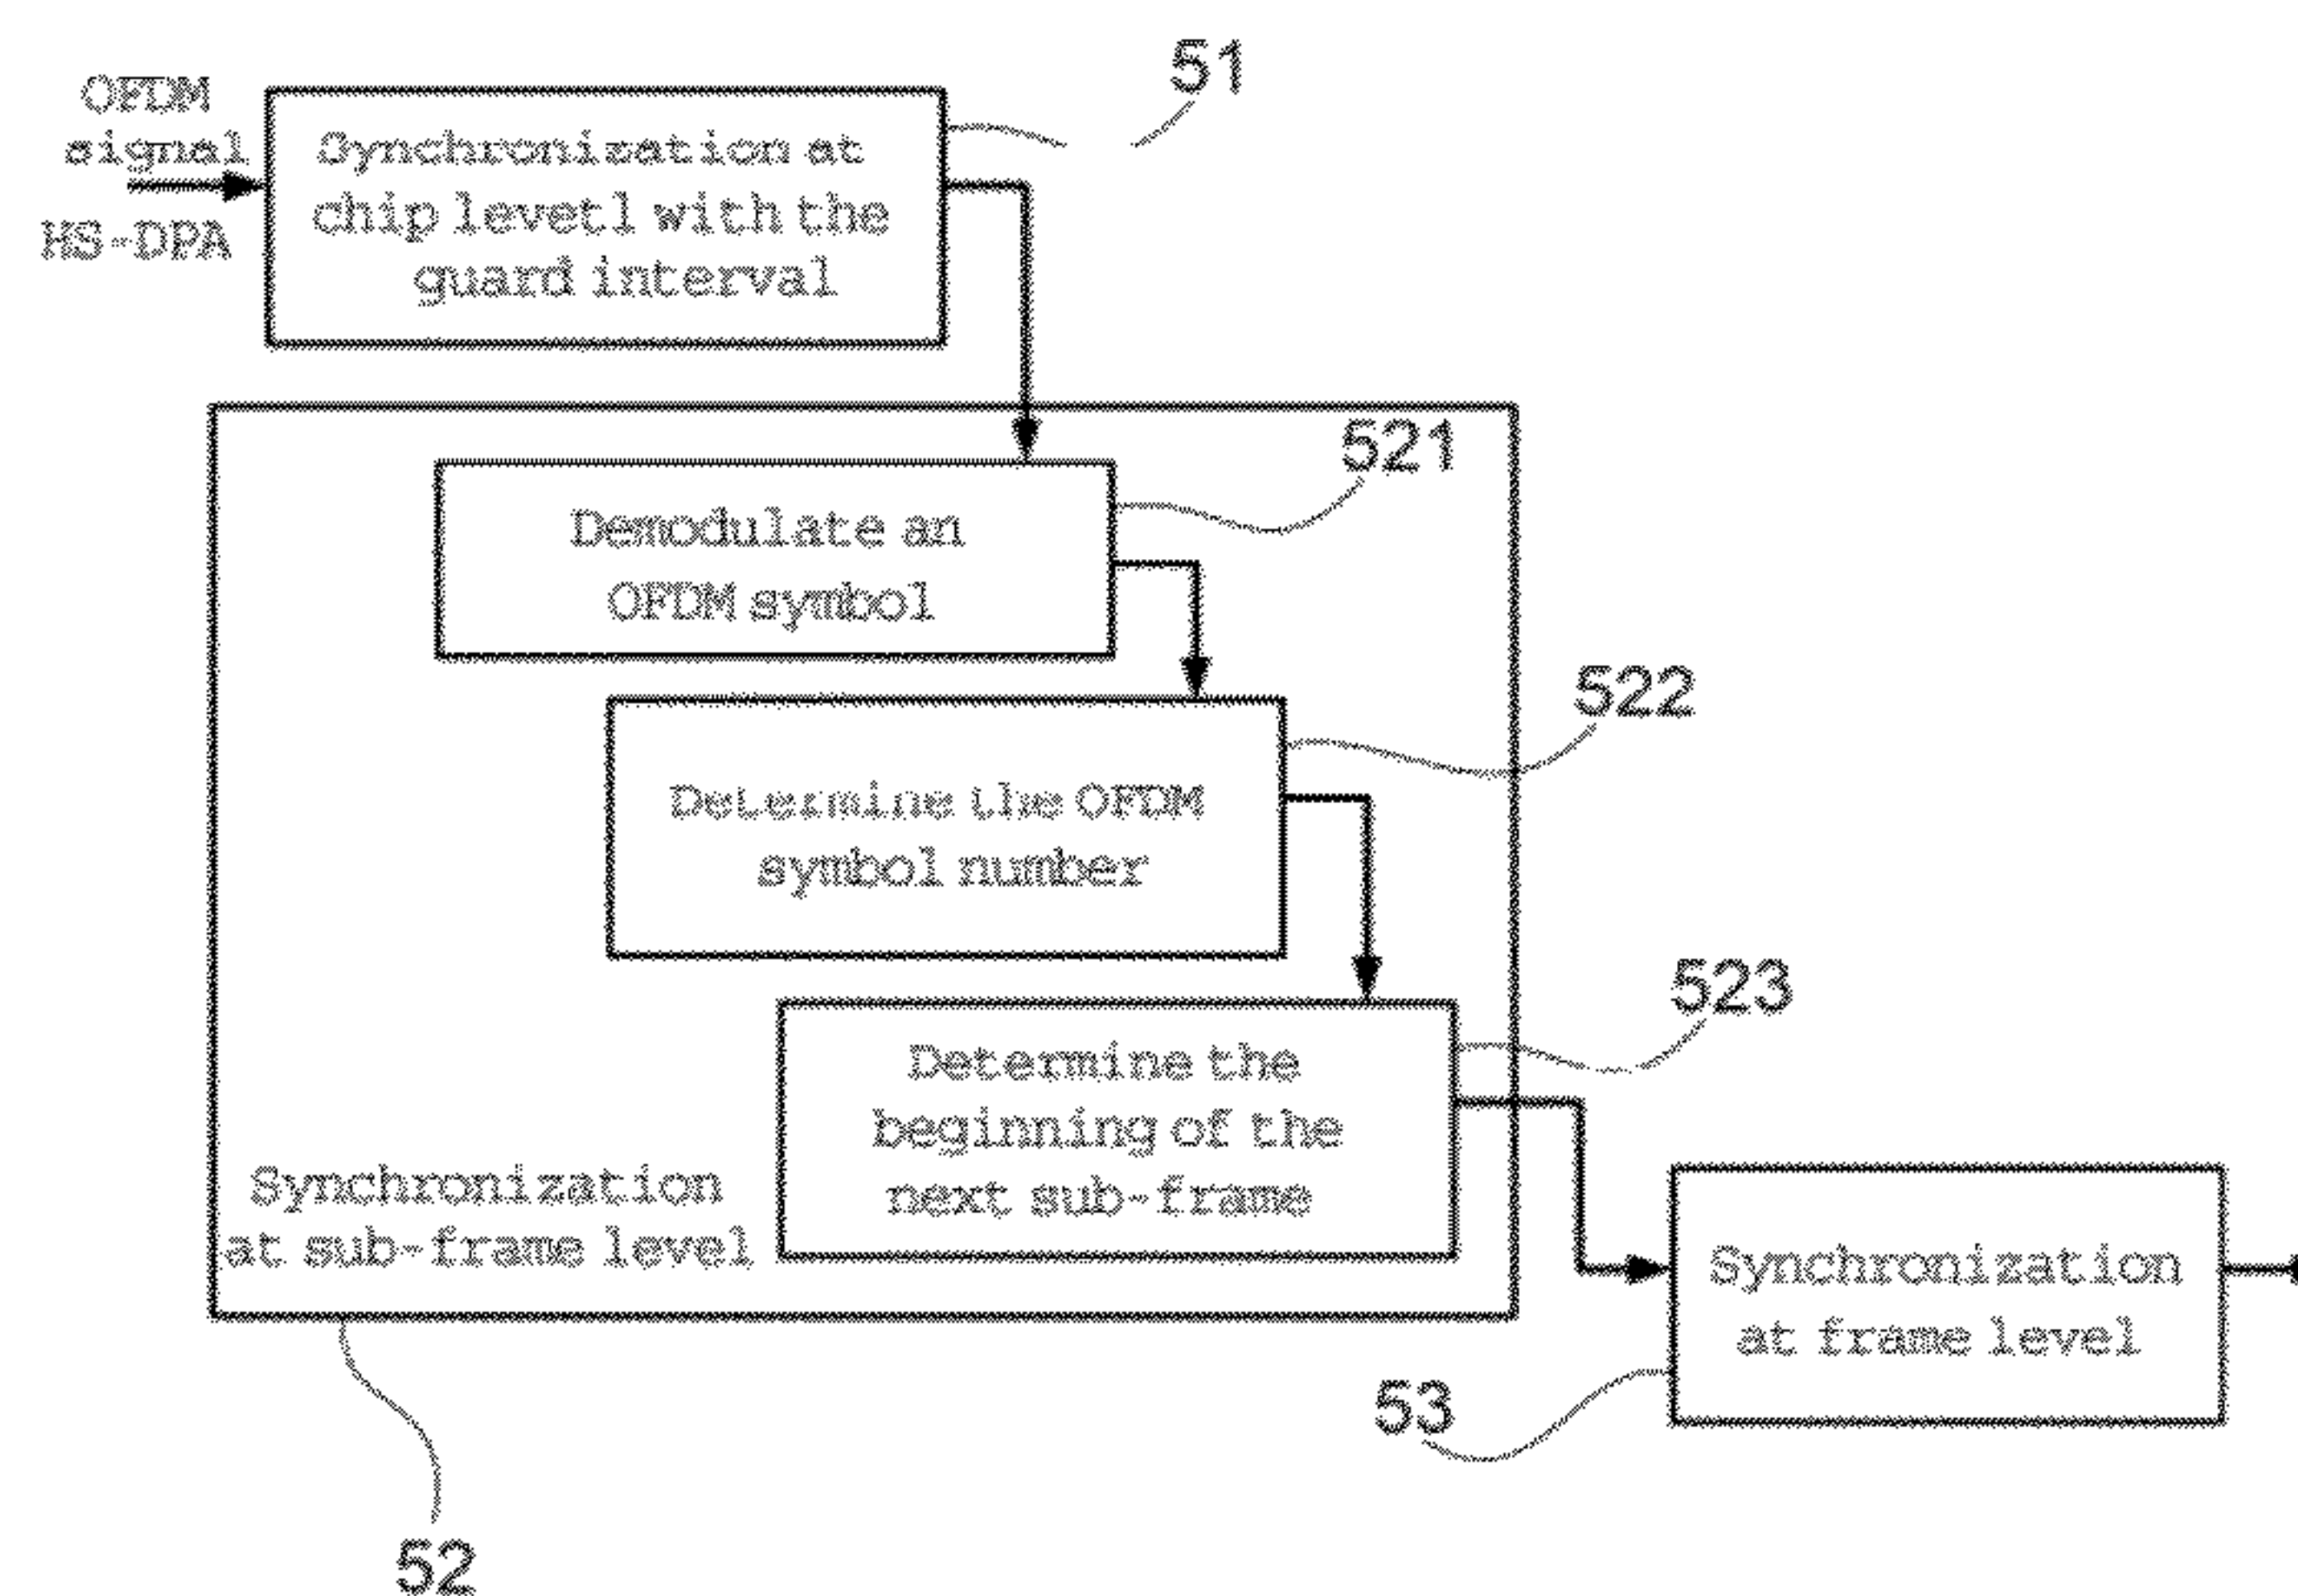 51
OFDM
signal
HS-DPA
Synchronization at
chip levetl with the
guard interval
521
Demodulate an
OFDM symbol
522
Determine the OFDM
symbol number
523
Determine the
beginning of the
next sub-frame
Synchronization
at sub-frame level
Synchronization
at frame level
53
52